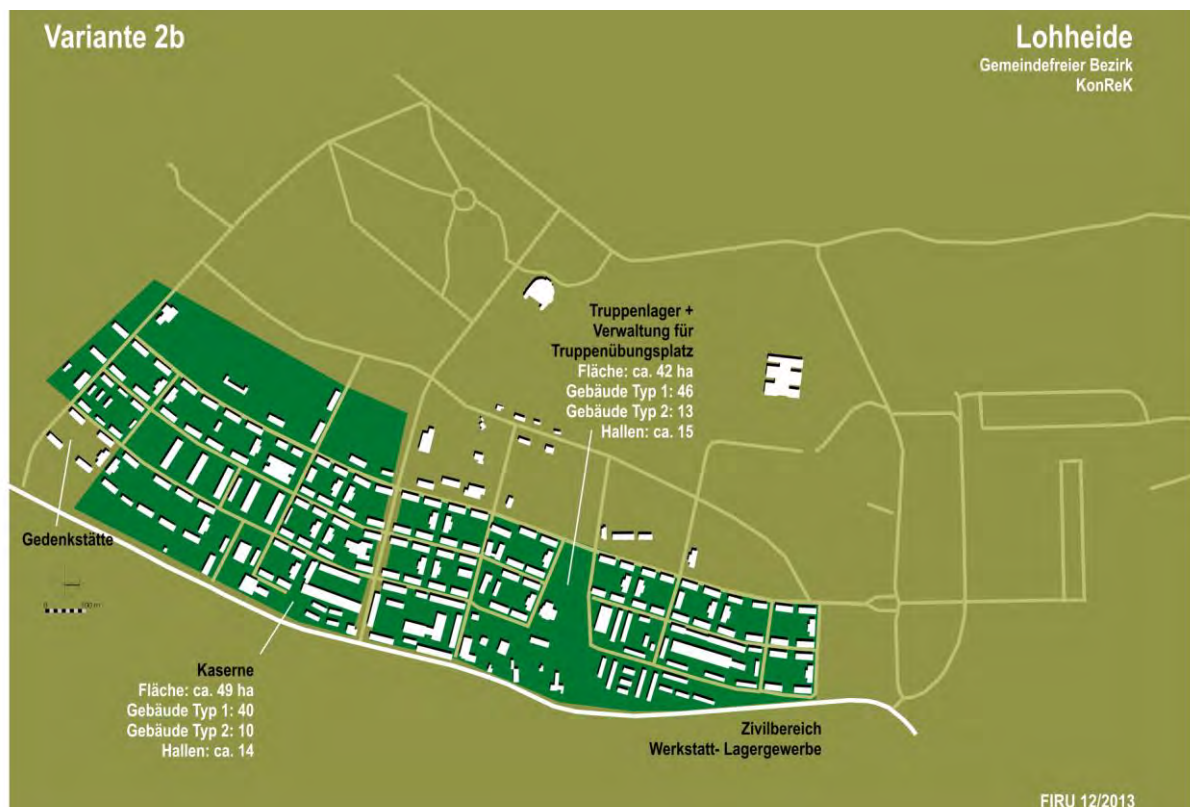 Variante 2b
Lohheide
Gemeindefreier Bezirk
KonReK
Truppenlager +
Verwaltung für
Truppenübungsplatz
Fläche: ca. 42 ha
Gebäude Typ 1: 46
Gebäude Typ 2: 13
Hallen: ca. 15
Gedenkstätte
Kaserne
Fläche: ca. 49 ha
Gebäude Typ 1: 40
Gebäude Typ 2: 10
Hallen: ca. 14
Zivilbereich
Werkstatt- Lagergewerbe
FIRU 12/2013